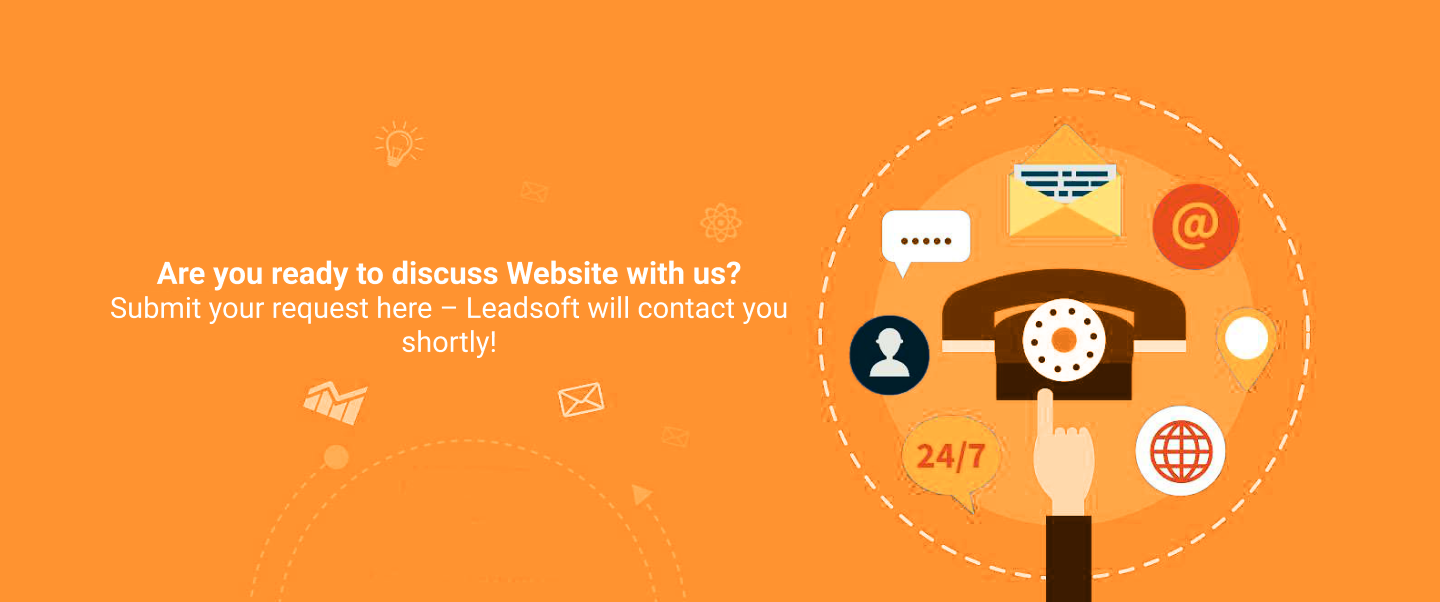 Are you ready to discuss Website with us?
Submit your request here – Leadsoft will contact you
shortly!
@
24/7